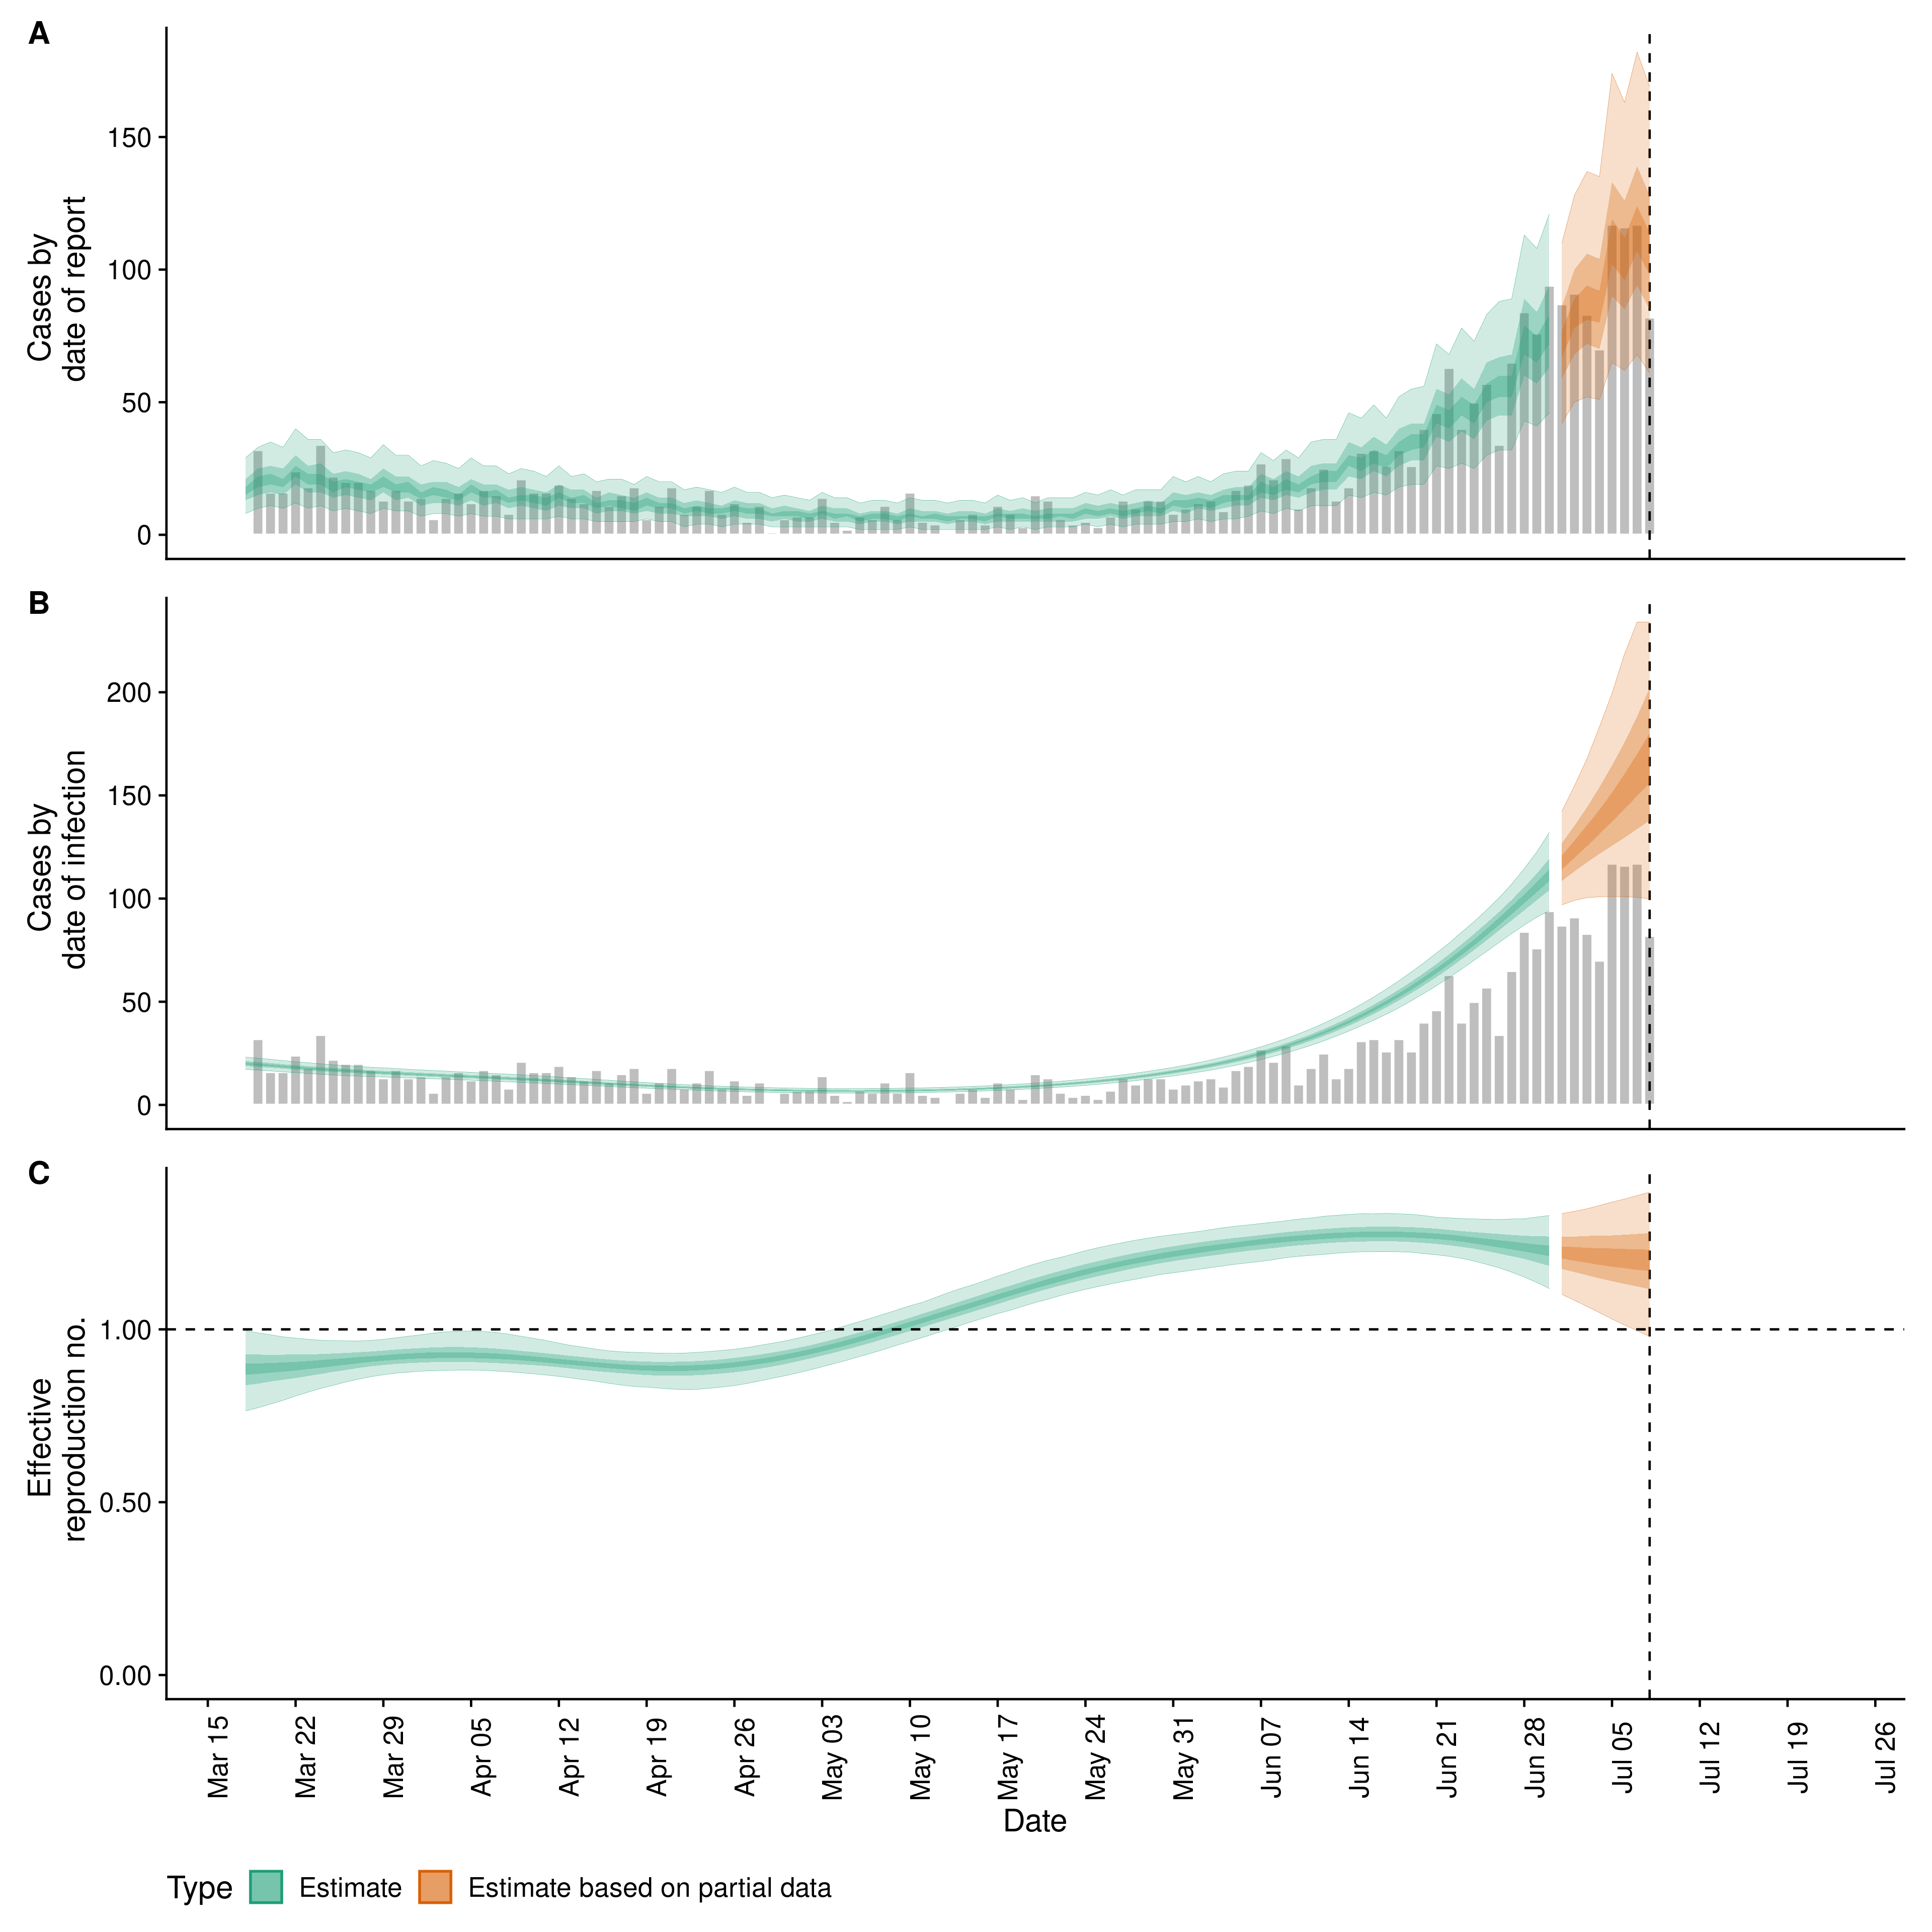 A
Cases by
date of report
150
100
50
0
B
Cases by
date of infection
200
150
100
50
0
C
Effective
reproduction no.
1.00
0.50
0.00
Mar 15
Mar 22
Mar 29
Apr 05
Apr 12
Apr 19
Apr 26
May 03
May 10
May 17
May 24
May 31
Jun 07
Jun 14
Jun 21
Jun 28
Jul 05
Jul 12
Jul 19
Jul 26
Date
Type Estimate Estimate based on partial data